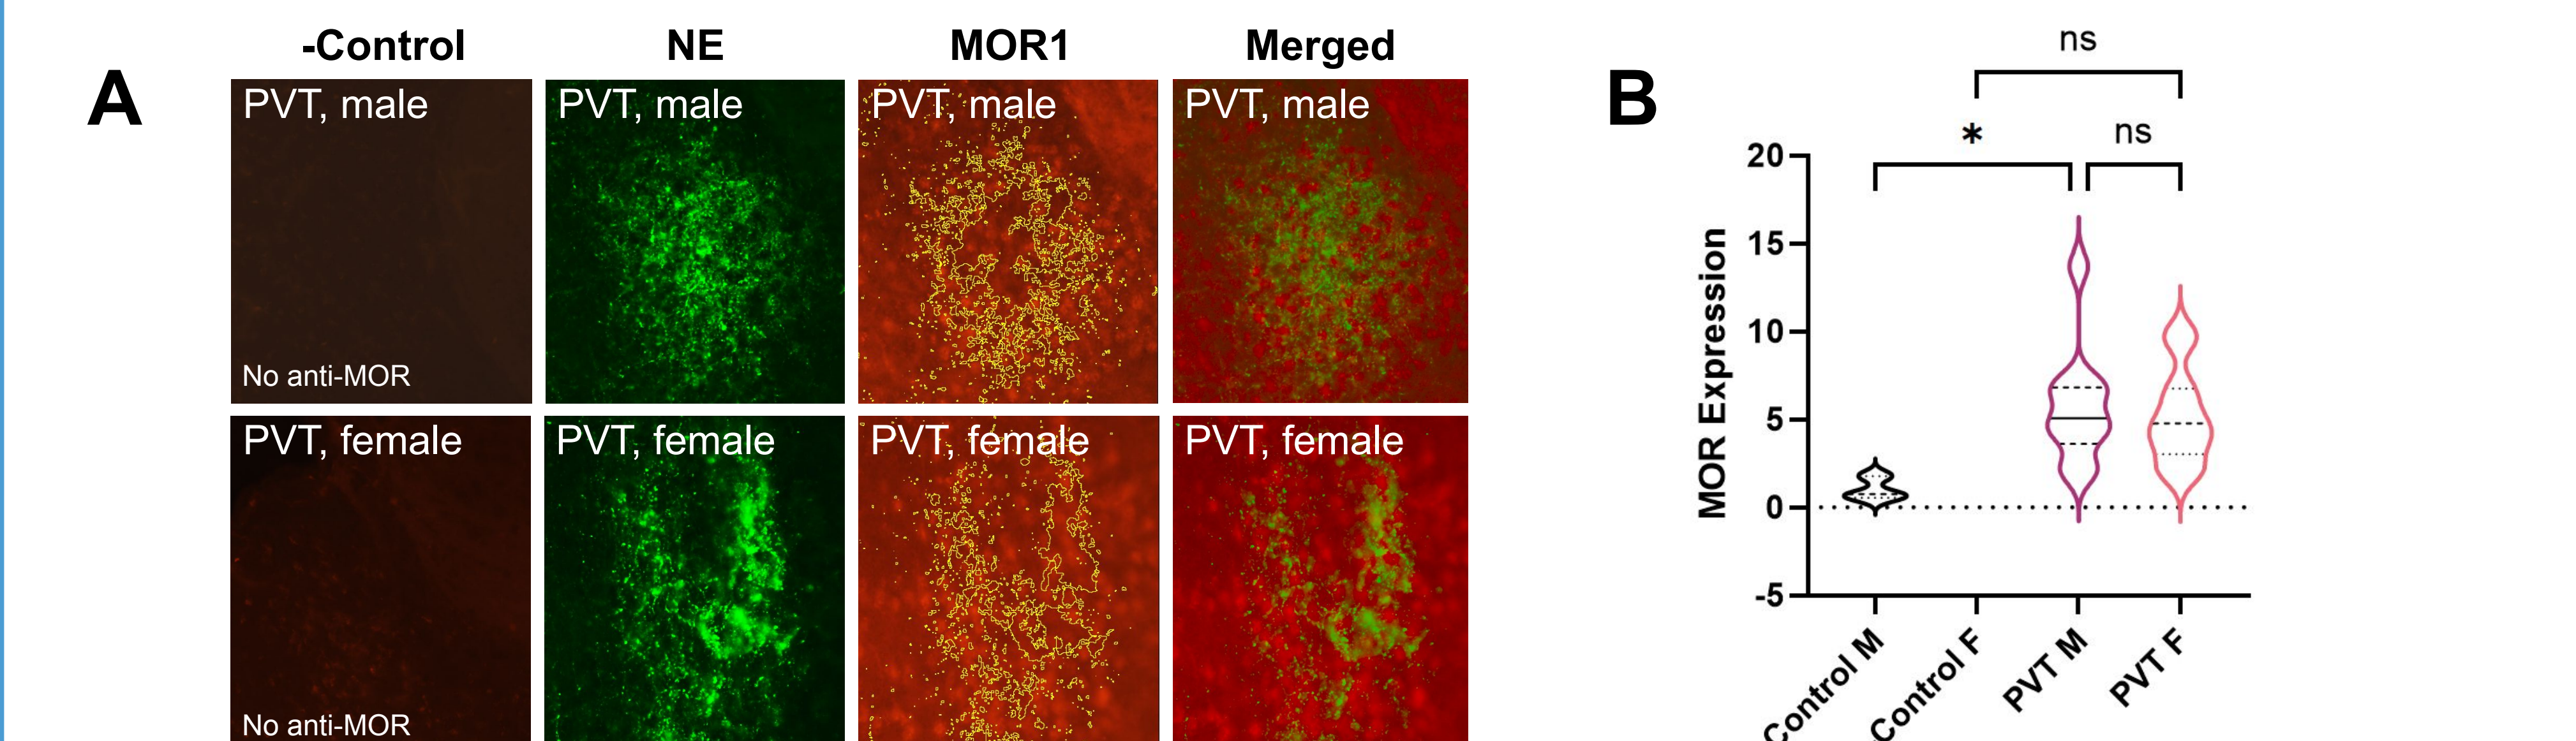 A
-Control
NE
MOR1
Merged
PVT, male
No anti-MOR
PVT, male
PVT, male
PVT, male
PVT, female
No anti-MOR
PVT, female
PVT, female
PVT, female
B
ns
*
ns
MOR Expression
20
15
10
5
0
-5
Control M
Control F
PVT M
PVT F